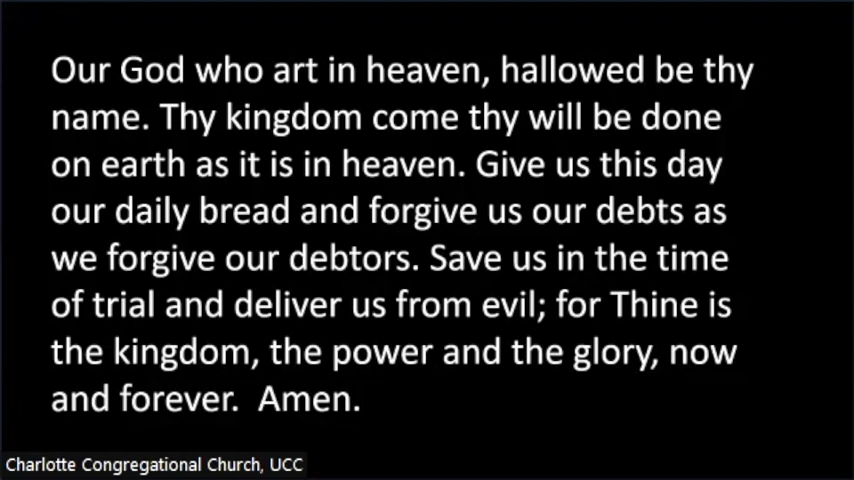 Our God who art in heaven, hallowed be thy
name. Thy kingdom come thy will be done
on earth as it is in heaven. Give us this day
our daily bread and forgive us our debts as
we forgive our debtors. Save us in the time
of trial and deliver us from evil; for Thine is
the kingdom, the power and the glory, now
and forever.  Amen.
Charlotte Congregational Church, UCC